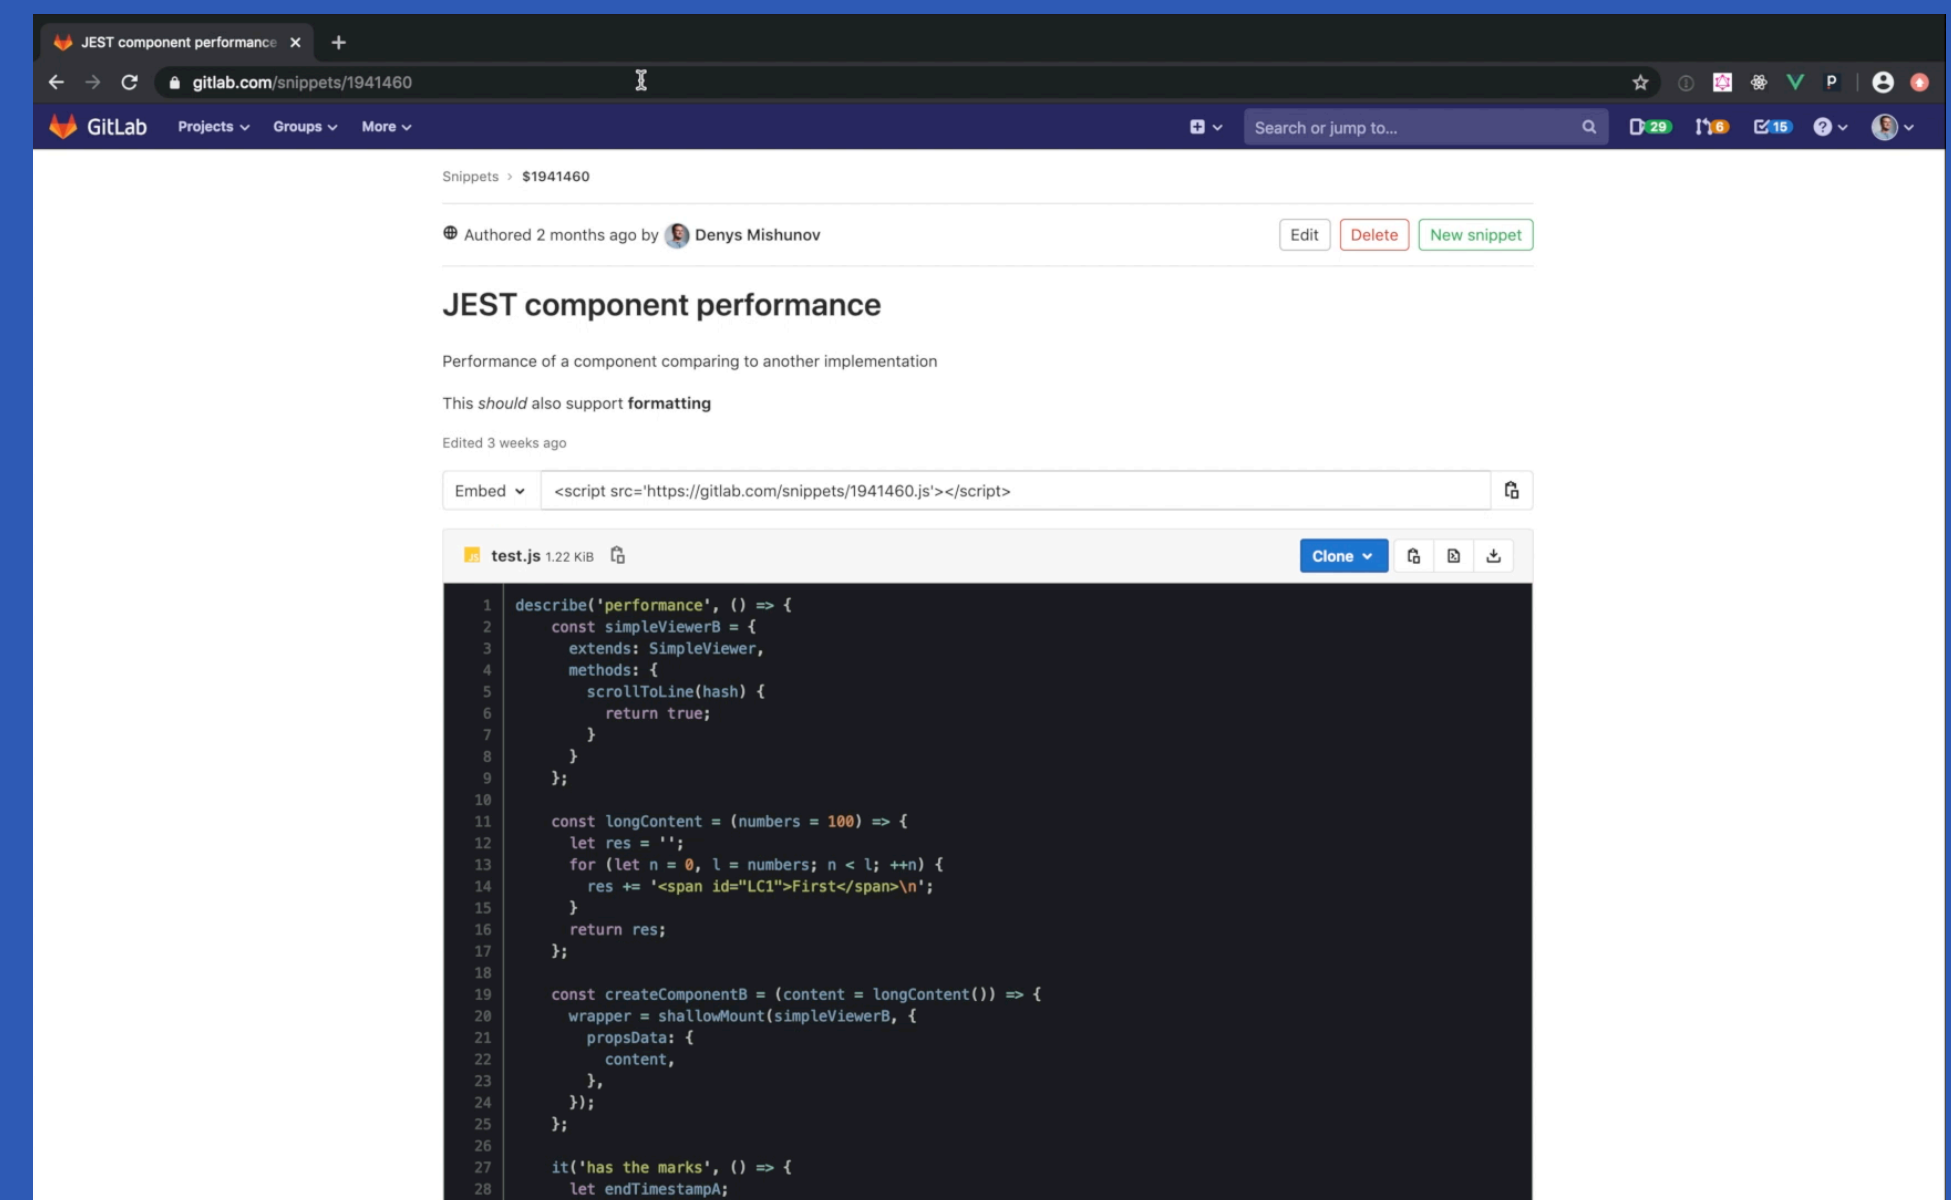 JEST component performance
gitlab.com/snippets/1941460
P
GitLab Projects Groups More Search or jump to... 29 6 15
Snippets > $1941460
Authored 2 months ago by Denys Mishunov Edit Delete New snippet
JEST component performance
Performance of a component comparing to another implementation
This should also support formatting
Edited 3 weeks ago
Embed <script src='https://gitlab.com/snippets/1941460.js'></script>
JS test.js 1.22 KiB Clone
1 describe('performance', () => {
2 const simpleViewerB = {
3 extends: SimpleViewer,
4 methods: {
5 scrollToLine(hash) {
6 return true;
7 }
8 }
9 };
10
11 const longContent = (numbers = 100) => {
12 let res = '';
13 for (let n = 0, l = numbers; n < l; ++n) {
14 res += '<span id="LC1">First</span>\n';
15 }
16 return res;
17 };
18
19 const createComponentB = (content = longContent()) => {
20 wrapper = shallowMount(simpleViewerB, {
21 propsData: {
22 content,
23 },
24 });
25 };
26
27 it('has the marks', () => {
28 let endTimestampA;